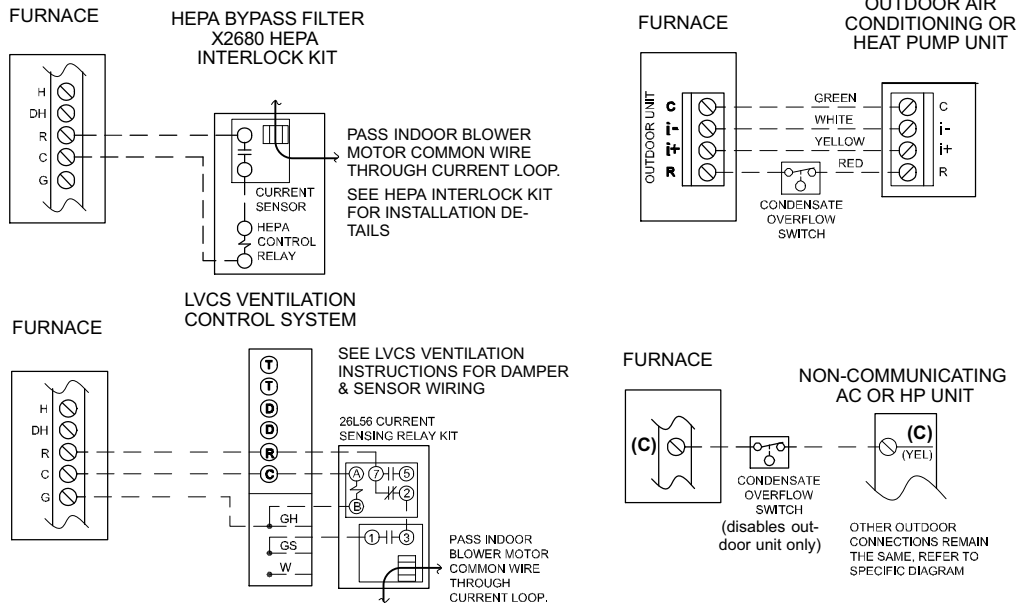 FURNACE
HEPA BYPASS FILTER
X2680 HEPA
INTERLOCK KIT
H
DH
R
C
G
CURRENT
SENSOR
HEPA
CONTROL
RELAY
PASS INDOOR BLOWER
MOTOR COMMON WIRE
THROUGH CURRENT LOOP.
SEE HEPA INTERLOCK KIT
FOR INSTALLATION DE-
TAILS
FURNACE
OUTDOOR AIR
CONDITIONING OR
HEAT PUMP UNIT
OUTDOOR UNIT
C
i-
i+
R
GREEN
WHITE
YELLOW
RED
C
i-
i+
R
CONDENSATE
OVERFLOW
SWITCH
FURNACE
LVCS VENTILATION
CONTROL SYSTEM
H
DH
R
C
G
T
T
D
D
R
C
GH
GS
W
SEE LVCS VENTILATION
INSTRUCTIONS FOR DAMPER
& SENSOR WIRING
26L56 CURRENT
SENSING RELAY KIT
A 7 5
2
B
1 3
PASS INDOOR
BLOWER MOTOR
COMMON WIRE
THROUGH
CURRENT LOOP.
FURNACE
NON-COMMUNICATING
AC OR HP UNIT
(C)
(C)
(YEL)
CONDENSATE
OVERFLOW
SWITCH
(disables out-
door unit only)
OTHER OUTDOOR
CONNECTIONS REMAIN
THE SAME, REFER TO
SPECIFIC DIAGRAM